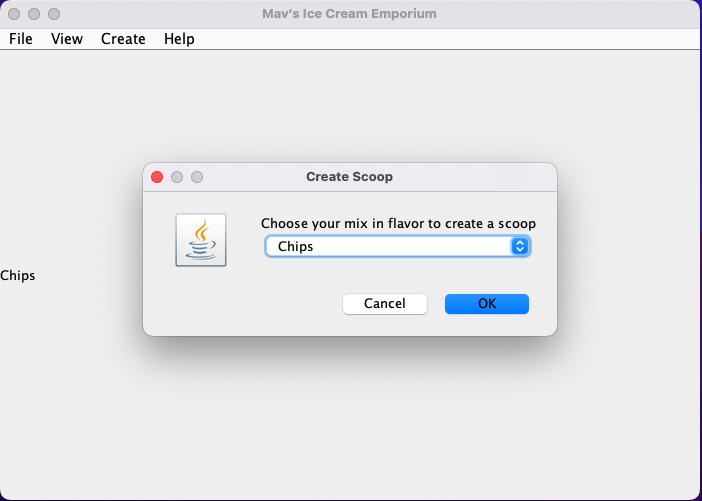 Mav's Ice Cream Emporium
File View Create Help
Create Scoop
Choose your mix in flavor to create a scoop
Chips
Chips
Cancel OK